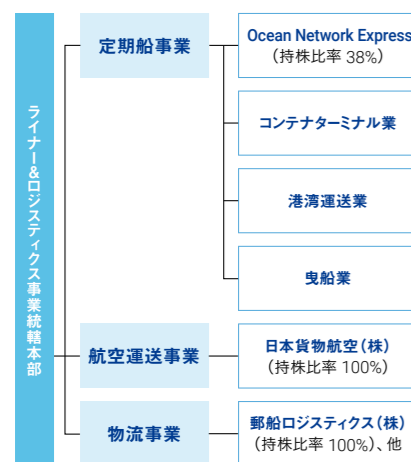 ライナー&ロジスティクス事業統轄本部
定期船事業
Ocean Network Express
（持株比率 38%）
コンテナターミナル業
港湾運送業
曳船業
航空運送事業
日本貨物航空（株）
（持株比率 100%）
物流事業
郵船ロジスティクス（株）
（持株比率 100%）、他